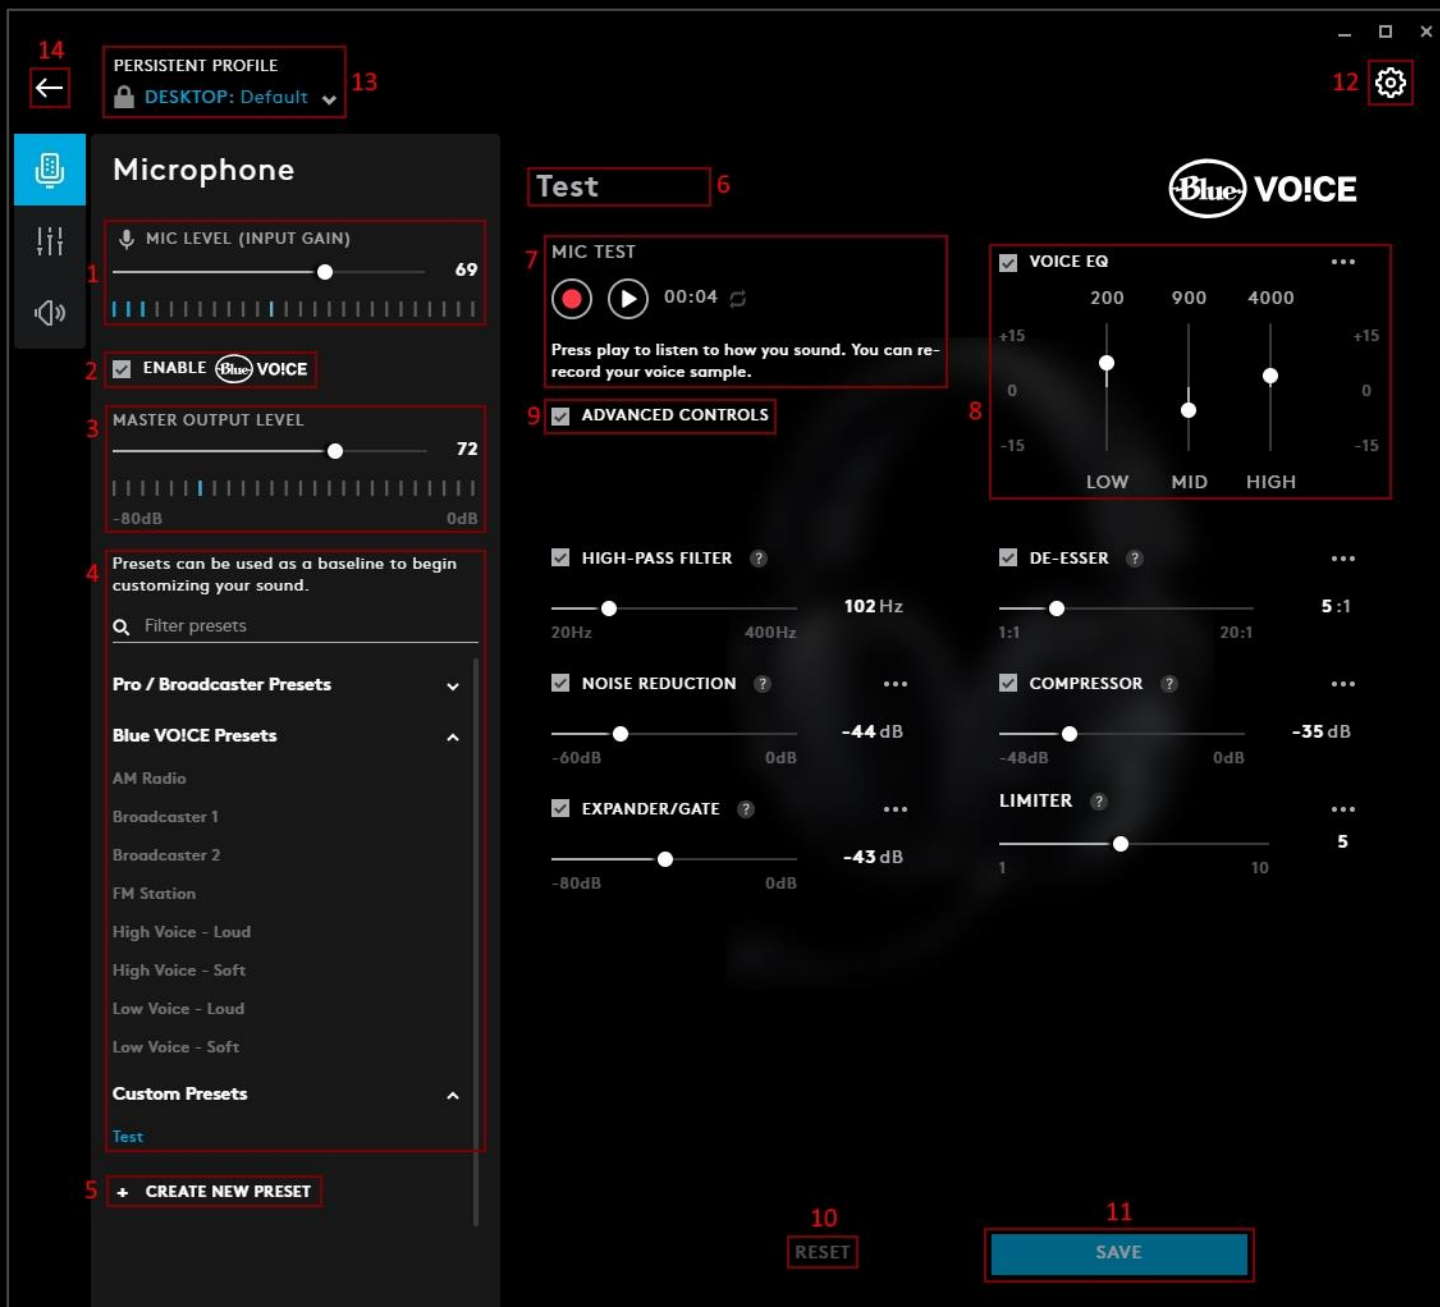 14
PERSISTENT PROFILE
DESKTOP: Default
13
12
Microphone
1
MIC LEVEL (INPUT GAIN)
69
2
ENABLE Blue VO!CE
3
MASTER OUTPUT LEVEL
72
-80dB 0dB
4
Presets can be used as a baseline to begin
customizing your sound.
Filter presets
Pro / Broadcaster Presets
Blue VO!CE Presets
AM Radio
Broadcaster 1
Broadcaster 2
FM Station
High Voice - Loud
High Voice - Soft
Low Voice - Loud
Low Voice - Soft
Custom Presets
Test
5
+ CREATE NEW PRESET
Test
6
Blue VO!CE
7
MIC TEST
00:04
Press play to listen to how you sound. You can re-
record your voice sample.
9
ADVANCED CONTROLS
8
VOICE EQ
200 900 4000
+15 +15
0 0
-15 -15
LOW MID HIGH
HIGH-PASS FILTER ?
102 Hz
20Hz 400Hz
DE-ESSER ?
5 :1
1:1 20:1
NOISE REDUCTION ?
-44 dB
-60dB 0dB
COMPRESSOR ?
-35 dB
-48dB 0dB
EXPANDER/GATE ?
-43 dB
-80dB 0dB
LIMITER ?
5
1 10
10
RESET
11
SAVE